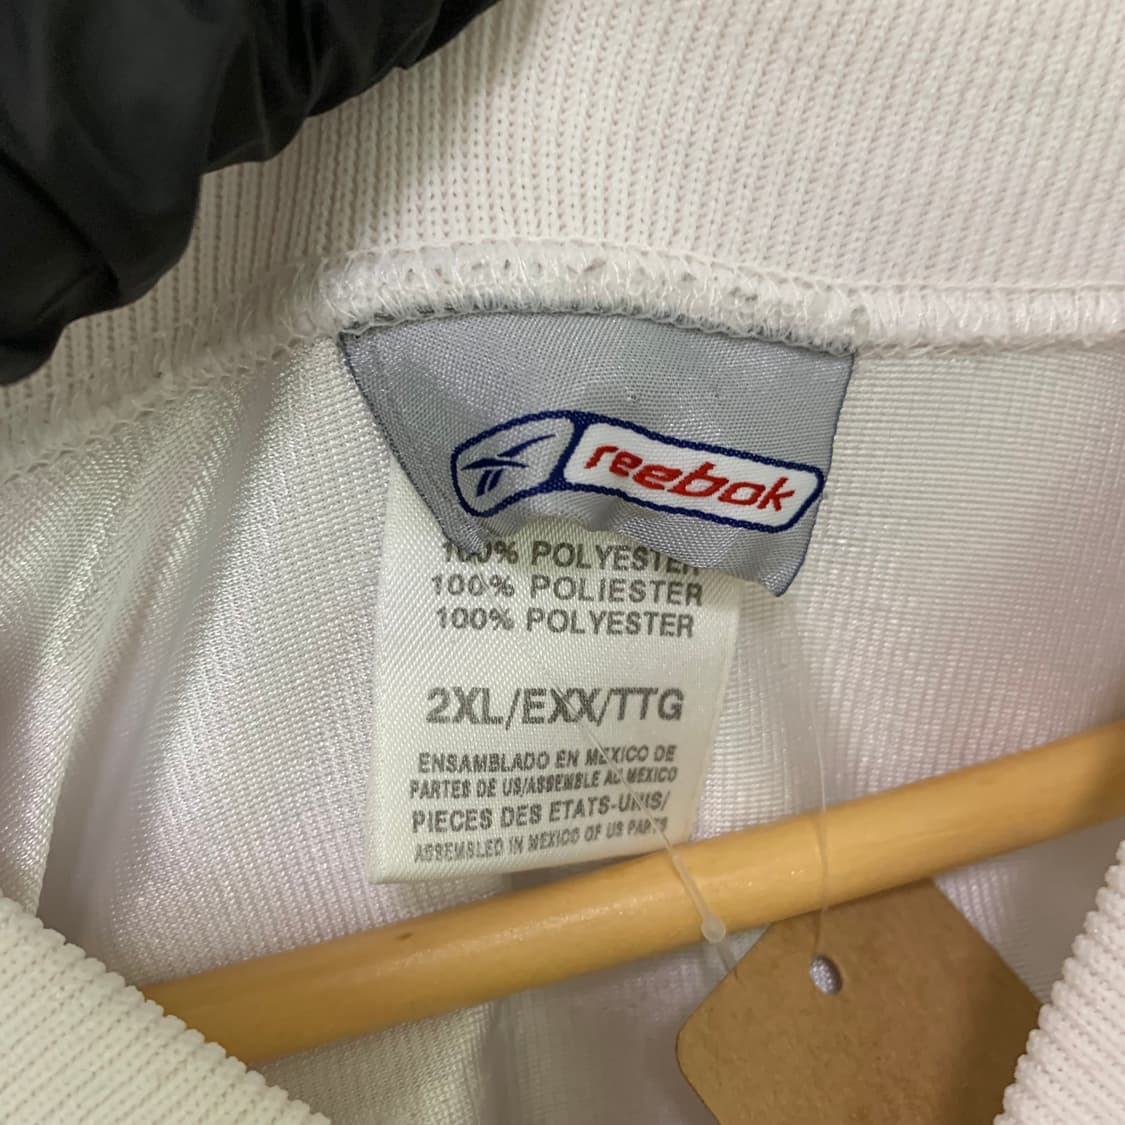 reebok
100% POLYESTER
100% POLIESTER
100% POLYESTER
2XL/EXX/TTG
ENSAMBLADO EN MEXICO DE
PARTES DE US/ASSEMBLE AU MEXICO
PIECES DES ETATS-UNIS/
ASSEMBLED IN MEXICO OF US PARTS